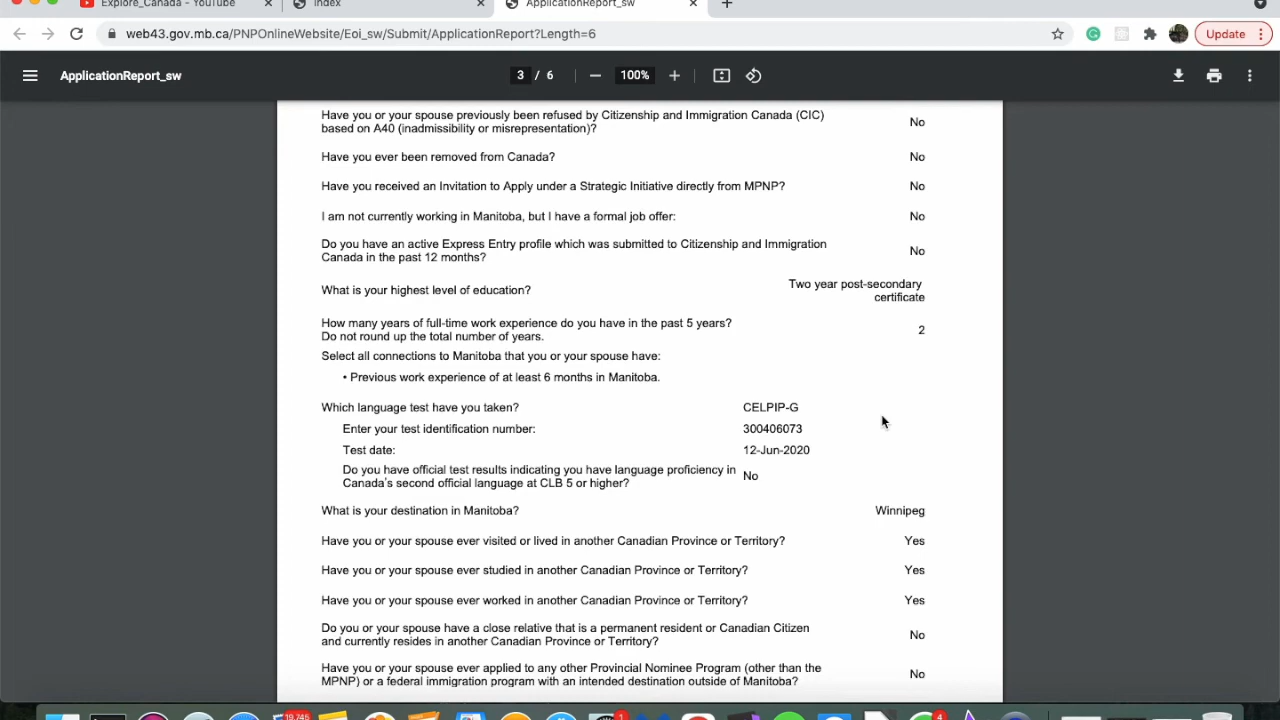 Explore_Canada - YouTube
Index
ApplicationReport_sw
web43.gov.mb.ca/PNPOnlineWebsite/Eoi_sw/Submit/ApplicationReport?Length=6
Update
ApplicationReport_sw
3 / 6
100%
Have you or your spouse previously been refused by Citizenship and Immigration Canada (CIC)
based on A40 (inadmissibility or misrepresentation)?
No
Have you ever been removed from Canada?
No
Have you received an Invitation to Apply under a Strategic Initiative directly from MPNP?
No
I am not currently working in Manitoba, but I have a formal job offer:
No
Do you have an active Express Entry profile which was submitted to Citizenship and Immigration
Canada in the past 12 months?
No
What is your highest level of education?
Two year post-secondary
certificate
How many years of full-time work experience do you have in the past 5 years?
Do not round up the total number of years.
2
Select all connections to Manitoba that you or your spouse have:
• Previous work experience of at least 6 months in Manitoba.
Which language test have you taken?
CELPIP-G
Enter your test identification number:
300406073
Test date:
12-Jun-2020
Do you have official test results indicating you have language proficiency in
Canada's second official language at CLB 5 or higher?
No
What is your destination in Manitoba?
Winnipeg
Have you or your spouse ever visited or lived in another Canadian Province or Territory?
Yes
Have you or your spouse ever studied in another Canadian Province or Territory?
Yes
Have you or your spouse ever worked in another Canadian Province or Territory?
Yes
Do you or your spouse have a close relative that is a permanent resident or Canadian Citizen
and currently resides in another Canadian Province or Territory?
No
Have you or your spouse ever applied to any other Provincial Nominee Program (other than the
MPNP) or a federal immigration program with an intended destination outside of Manitoba?
No
19,746
1
4